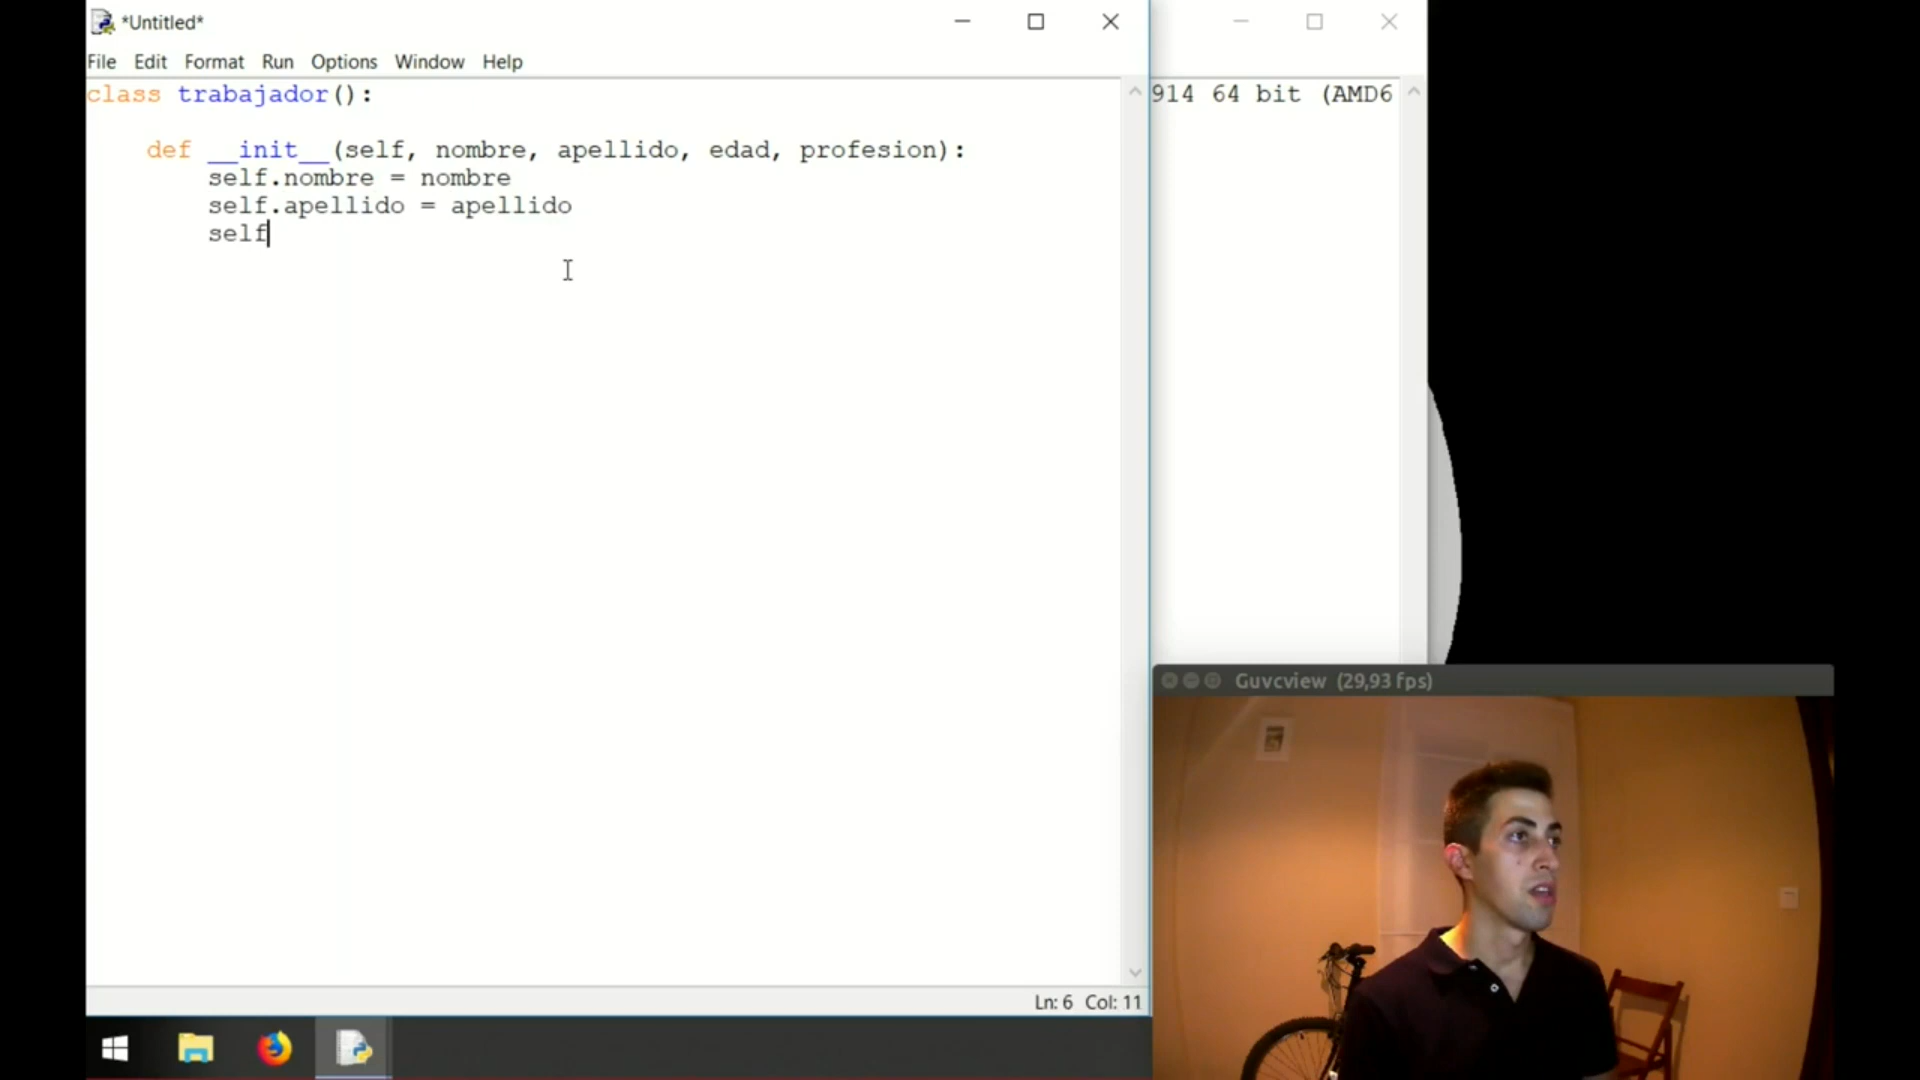 *Untitled*
File Edit Format Run Options Window Help
class trabajador():
def __init__(self, nombre, apellido, edad, profesion):
self.nombre = nombre
self.apellido = apellido
self
914 64 bit (AMD6
Guvcview (29,93 fps)
Ln: 6 Col: 11